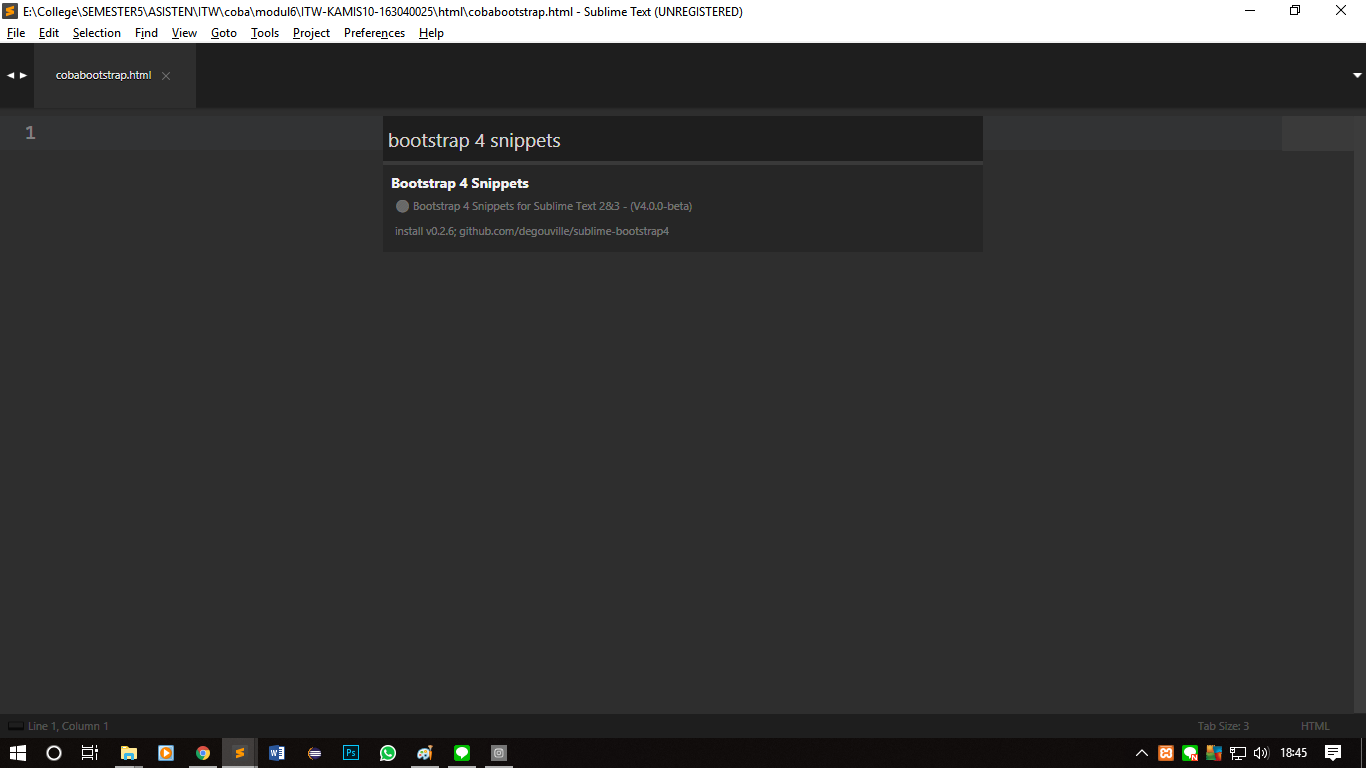 E:\College\SEMESTER5\ASISTEN\ITW\coba\modul6\ITW-KAMIS10-163040025\html\cobabootstrap.html - Sublime Text (UNREGISTERED)
File Edit Selection Find View Goto Tools Project Preferences Help
cobabootstrap.html
1
bootstrap 4 snippets
Bootstrap 4 Snippets
Bootstrap 4 Snippets for Sublime Text 2&3 - (V4.0.0-beta)
install v0.2.6; github.com/degouville/sublime-bootstrap4
Line 1, Column 1
Tab Size: 3
HTML
18:45